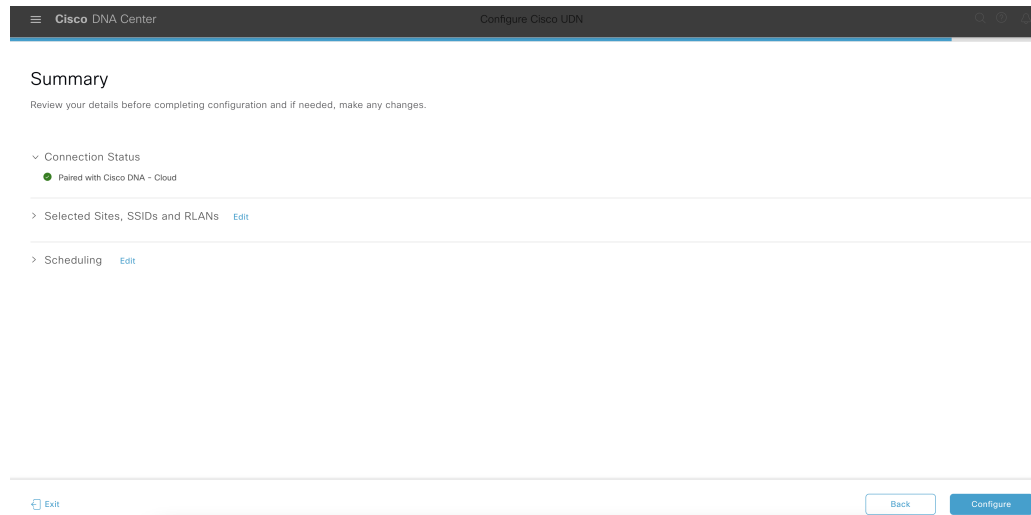 Cisco DNA Center
Configure Cisco UDN
Summary
Review your details before completing configuration and if needed, make any changes.
Connection Status
Paired with Cisco DNA - Cloud
Selected Sites, SSIDs and RLANs Edit
Scheduling Edit
Exit
Back
Configure